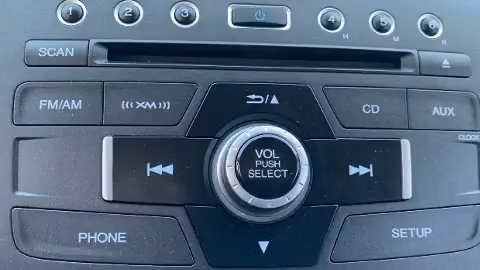 1 2 3 4 5 6
H M R
SCAN
FM/AM XM CD AUX
CLOCK
VOL
PUSH
SELECT
PHONE SETUP